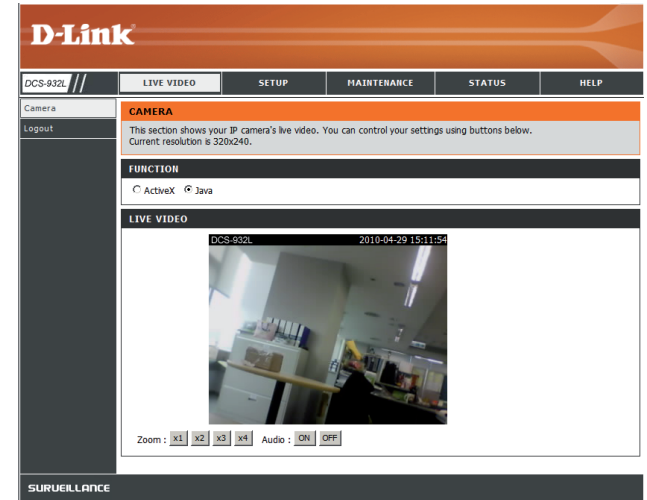 D-Link
DCS-932L // LIVE VIDEO SETUP MAINTENANCE STATUS HELP
Camera
Logout
CAMERA
This section shows your IP camera's live video. You can control your settings using buttons below.
Current resolution is 320x240.
FUNCTION
ActiveX Java
LIVE VIDEO
DCS-932L 2010-04-29 15:11:54
Zoom : x1 x2 x3 x4 Audio : ON OFF
SURVEILLANCE